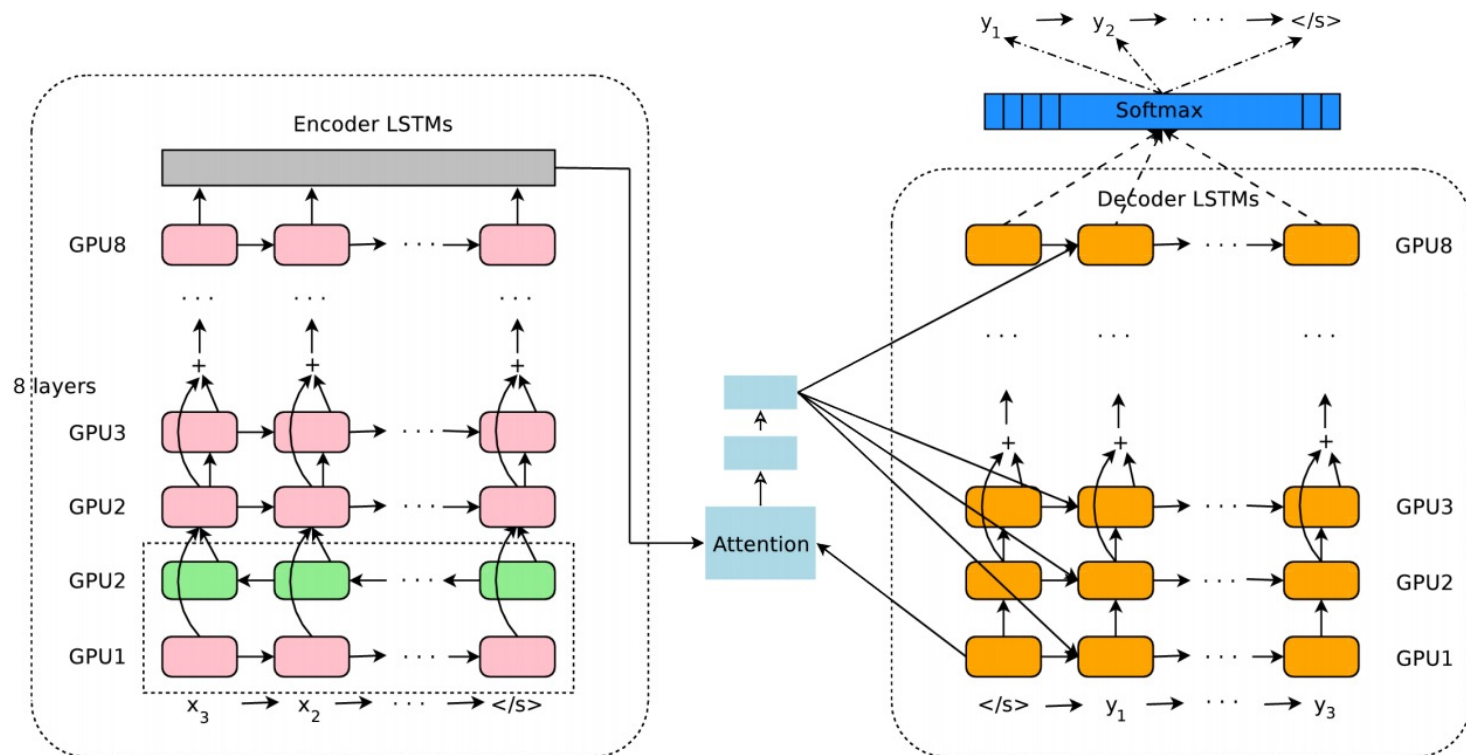 y₁ → y₂ → · · · → </s>
Softmax
Encoder LSTMs
GPU8
· · ·
· · · · · · · · ·
+ + +
8 layers
GPU3
· · ·
GPU2
· · ·
GPU2
· · ·
GPU1
· · ·
x₃ → x₂ → · · · → </s>
Attention
Decoder LSTMs
· · · GPU8
· · · · · · · · ·
+ + +
· · · GPU3
· · · GPU2
· · · GPU1
</s> → y₁ → · · · → y₃